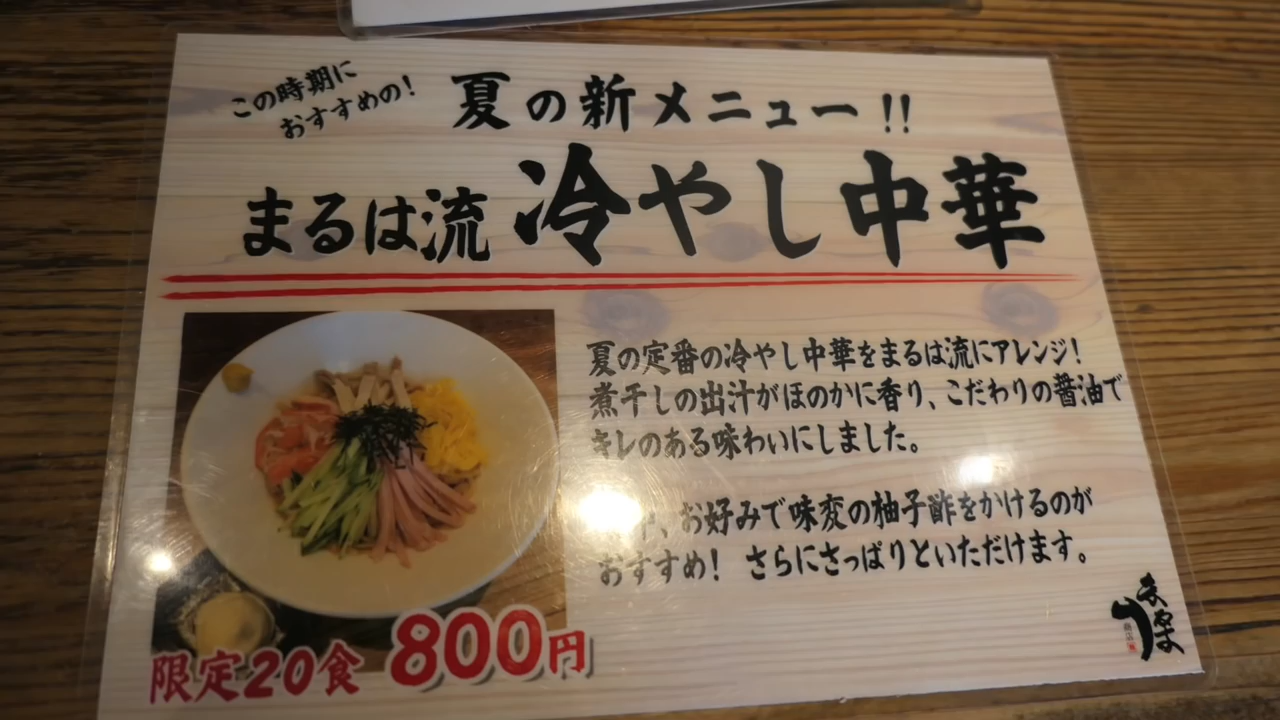 この時期に
おすすめの!
夏の新メニュー!!
まるは流 冷やし中華
夏の定番の冷やし中華をまるは流にアレンジ!
煮干しの出汁がほのかに香り、こだわりの醤油で
キレのある味わいにしました。
、お好みで味変の柚子酢をかけるのが
おすすめ! さらにさっぱりといただけます。
限定20食 800円